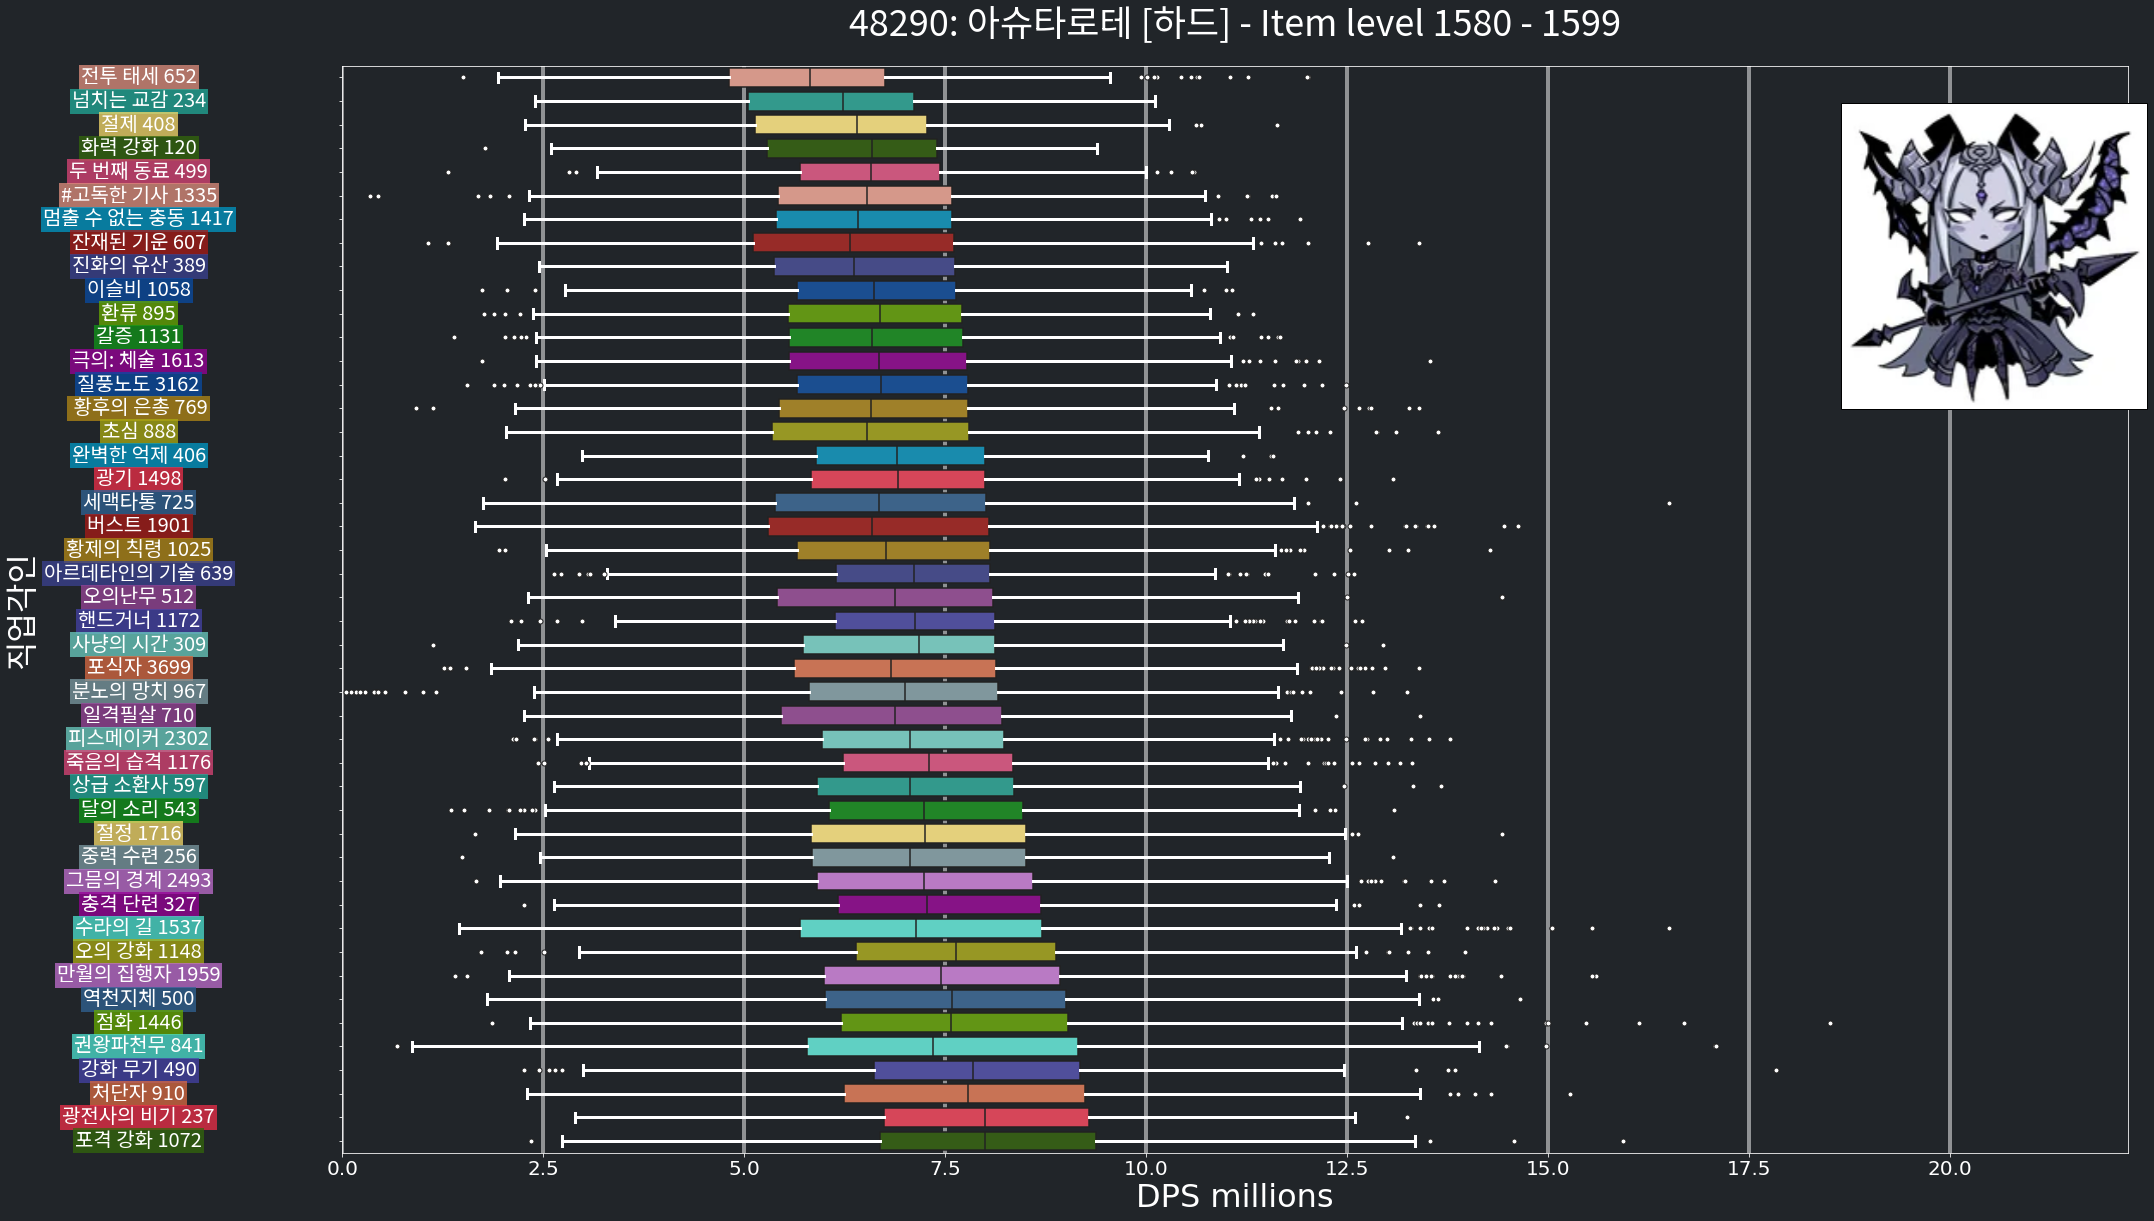 48290: 아슈타로테 [하드] - Item level 1580 - 1599
직업각인
전투 태세 652
넘치는 교감 234
절제 408
화력 강화 120
두 번째 동료 499
#고독한 기사 1335
멈출 수 없는 충동 1417
잔재된 기운 607
진화의 유산 389
이슬비 1058
환류 895
갈증 1131
극의: 체술 1613
질풍노도 3162
황후의 은총 769
초심 888
완벽한 억제 406
광기 1498
세맥타통 725
버스트 1901
황제의 칙령 1025
아르데타인의 기술 639
오의난무 512
핸드거너 1172
사냥의 시간 309
포식자 3699
분노의 망치 967
일격필살 710
피스메이커 2302
죽음의 습격 1176
상급 소환사 597
달의 소리 543
절정 1716
중력 수련 256
그믐의 경계 2493
충격 단련 327
수라의 길 1537
오의 강화 1148
만월의 집행자 1959
역천지체 500
점화 1446
권왕파천무 841
강화 무기 490
처단자 910
광전사의 비기 237
포격 강화 1072
0.0 2.5 5.0 7.5 10.0 12.5 15.0 17.5 20.0
DPS millions